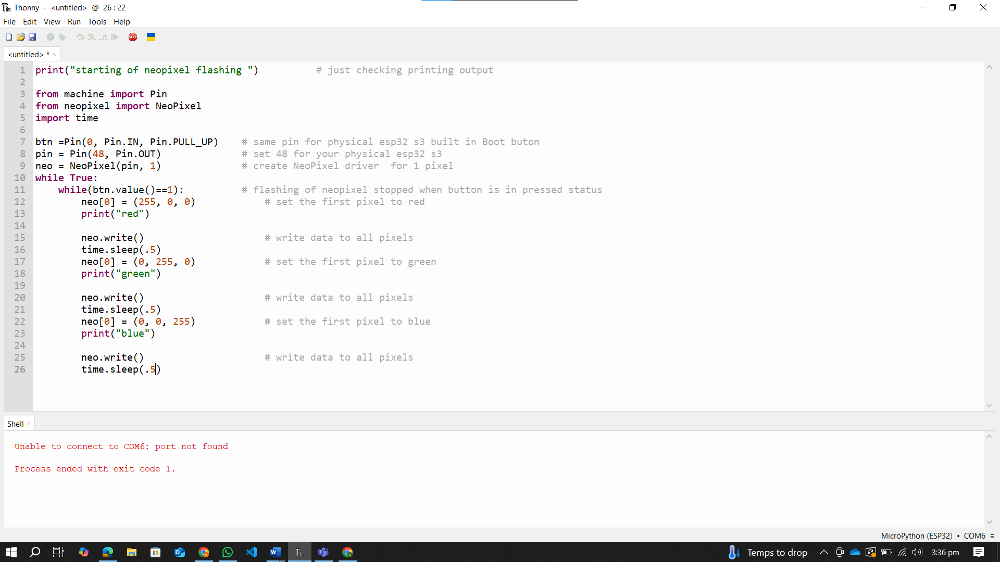 Thonny - <untitled> @ 26 : 22
File Edit View Run Tools Help
STOP
<untitled> *
1 print("starting of neopixel flashing ") # just checking printing output
2
3 from machine import Pin
4 from neopixel import NeoPixel
5 import time
6
7 btn =Pin(0, Pin.IN, Pin.PULL_UP) # same pin for physical esp32 s3 built in Boot buton
8 pin = Pin(48, Pin.OUT) # set 48 for your physical esp32 s3
9 neo = NeoPixel(pin, 1) # create NeoPixel driver for 1 pixel
10 while True:
11 while(btn.value()==1): # flashing of neopixel stopped when button is in pressed status
12 neo[0] = (255, 0, 0) # set the first pixel to red
13 print("red")
14
15 neo.write() # write data to all pixels
16 time.sleep(.5)
17 neo[0] = (0, 255, 0) # set the first pixel to green
18 print("green")
19
20 neo.write() # write data to all pixels
21 time.sleep(.5)
22 neo[0] = (0, 0, 255) # set the first pixel to blue
23 print("blue")
24
25 neo.write() # write data to all pixels
26 time.sleep(.5)
Shell
Unable to connect to COM6: port not found
Process ended with exit code 1.
MicroPython (ESP32) • COM6 ≡
Temps to drop 3:36 pm